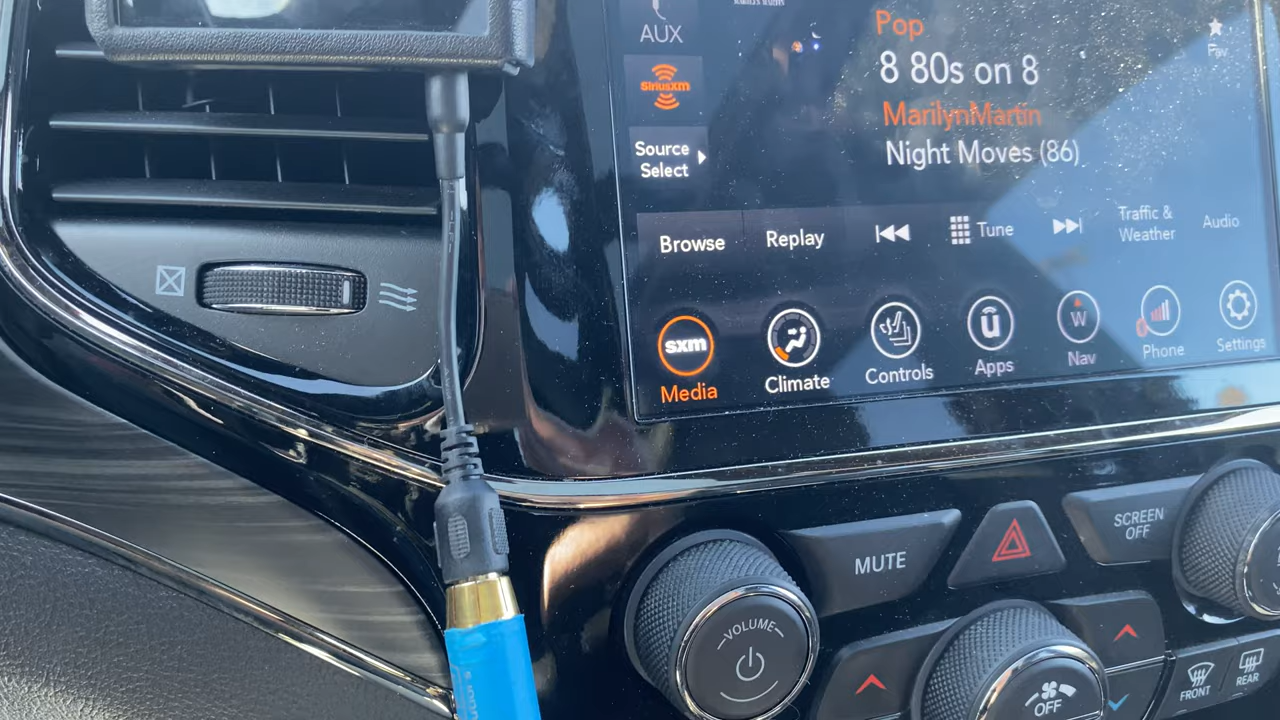 AUX
SiriusXM
Source
Select
Pop
8 80s on 8
MarilynMartin
Night Moves (86)
Fav
Browse
Replay
Tune
Traffic &
Weather
Audio
sxm
Media
Climate
Controls
u
Apps
W
Nav
Phone
Settings
MUTE
SCREEN
OFF
VOLUME
OFF
FRONT
REAR